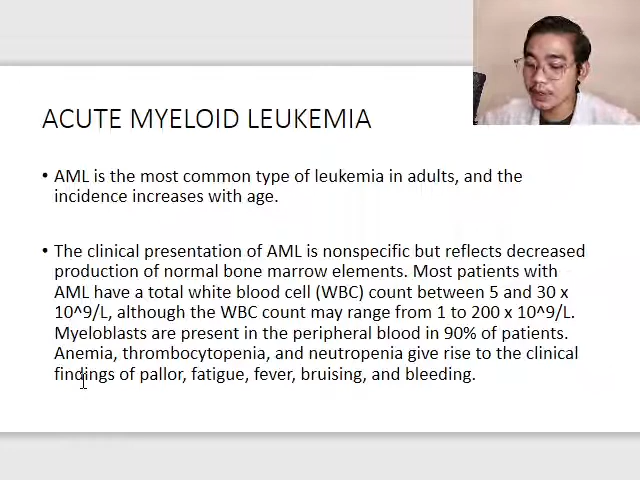 ACUTE MYELOID LEUKEMIA
• AML is the most common type of leukemia in adults, and the
incidence increases with age.
• The clinical presentation of AML is nonspecific but reflects decreased
production of normal bone marrow elements. Most patients with
AML have a total white blood cell (WBC) count between 5 and 30 x
10^9/L, although the WBC count may range from 1 to 200 x 10^9/L.
Myeloblasts are present in the peripheral blood in 90% of patients.
Anemia, thrombocytopenia, and neutropenia give rise to the clinical
findings of pallor, fatigue, fever, bruising, and bleeding.